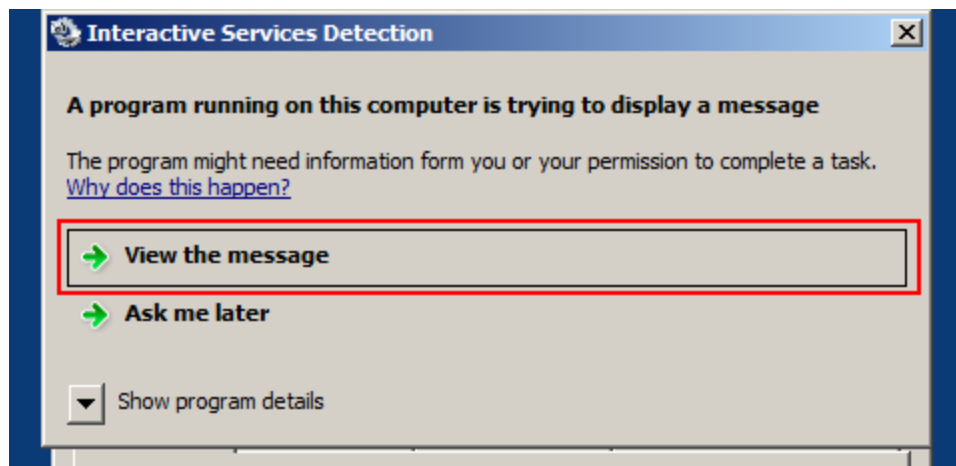 Interactive Services Detection
A program running on this computer is trying to display a message
The program might need information form you or your permission to complete a task.
Why does this happen?
View the message
Ask me later
Show program details